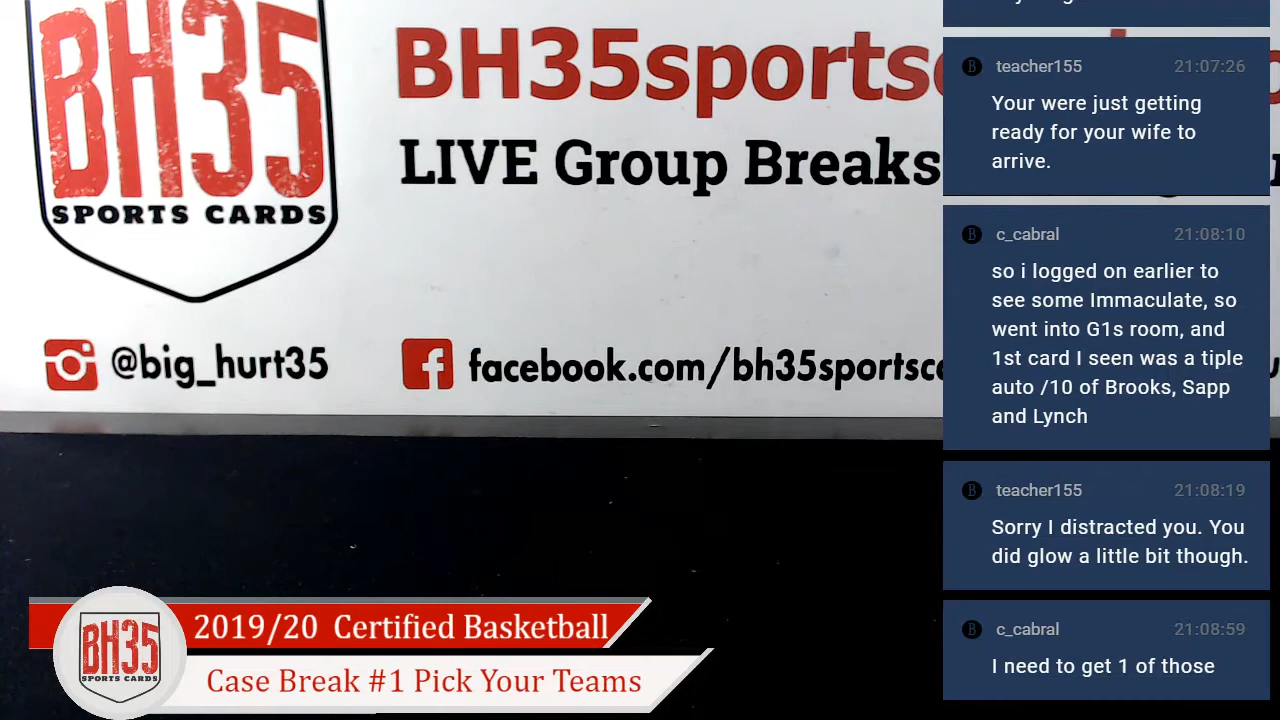 BH35
SPORTS CARDS
BH35sports
LIVE Group Breaks
@big_hurt35
facebook.com/bh35sportsc
teacher155 21:07:26
Your were just getting
ready for your wife to
arrive.
c_cabral 21:08:10
so i logged on earlier to
see some Immaculate, so
went into G1s room, and
1st card I seen was a tiple
auto /10 of Brooks, Sapp
and Lynch
teacher155 21:08:19
Sorry I distracted you. You
did glow a little bit though.
c_cabral 21:08:59
I need to get 1 of those
BH35
SPORTS CARDS
2019/20 Certified Basketball
Case Break #1 Pick Your Teams